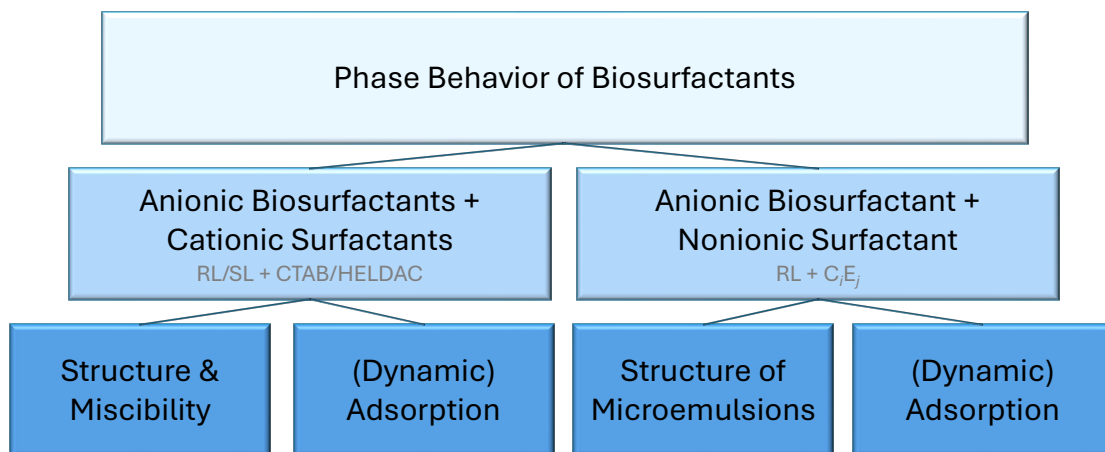 Phase Behavior of Biosurfactants
Anionic Biosurfactants +
Cationic Surfactants
RL/SL + CTAB/HELDAC
Anionic Biosurfactant +
Nonionic Surfactant
RL + CiEj
Structure &
Miscibility
(Dynamic)
Adsorption
Structure of
Microemulsions
(Dynamic)
Adsorption